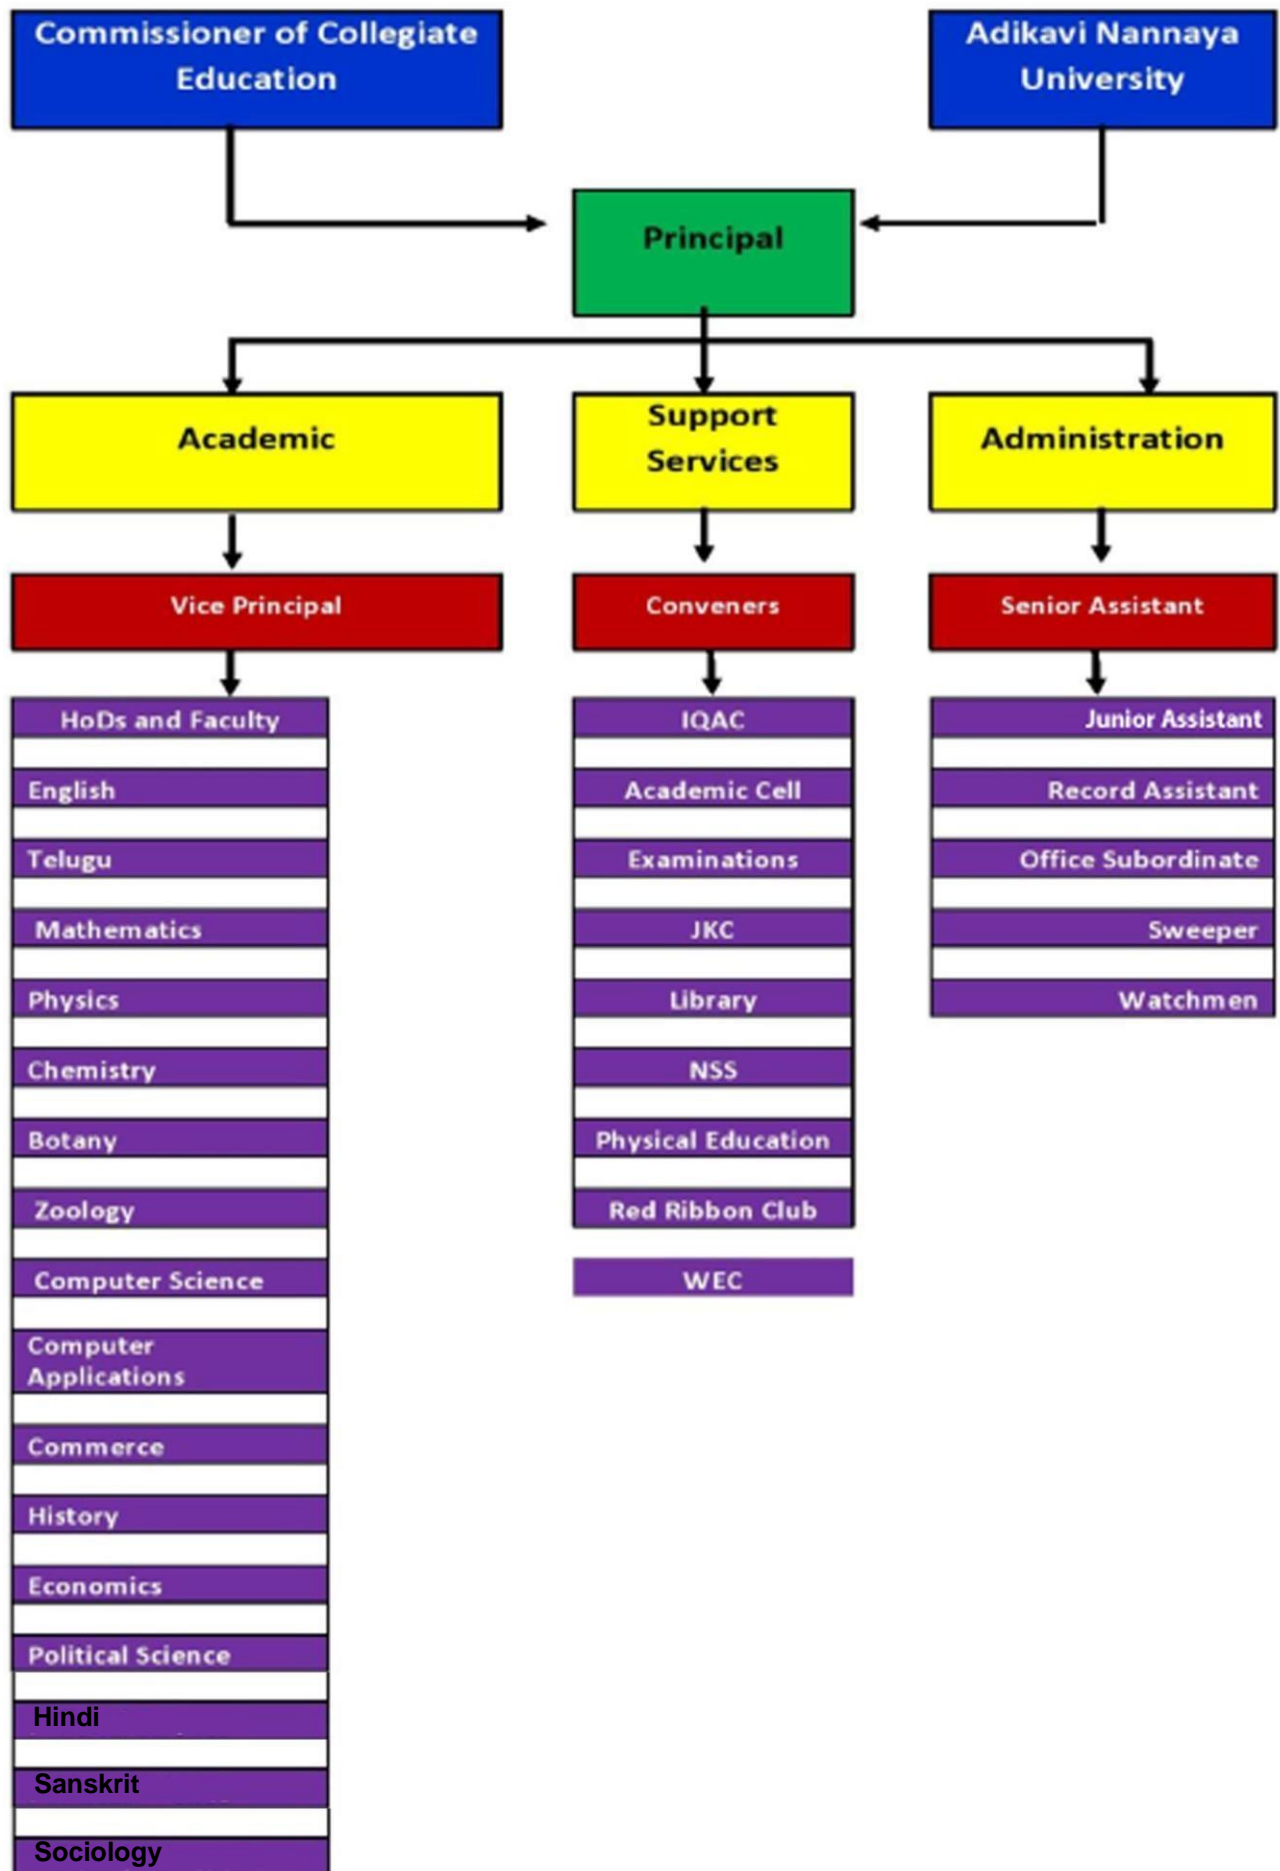 Commissioner of Collegiate
Education
Adikavi Nannaya
University
Principal
Academic
Support
Services
Administration
Vice Principal
Conveners
Senior Assistant
HoDs and Faculty
English
Telugu
Mathematics
Physics
Chemistry
Botany
Zoology
Computer Science
Computer
Applications
Commerce
History
Economics
Political Science
Hindi
Sanskrit
Sociology
IQAC
Academic Cell
Examinations
JKC
Library
NSS
Physical Education
Red Ribbon Club
WEC
Junior Assistant
Record Assistant
Office Subordinate
Sweeper
Watchmen